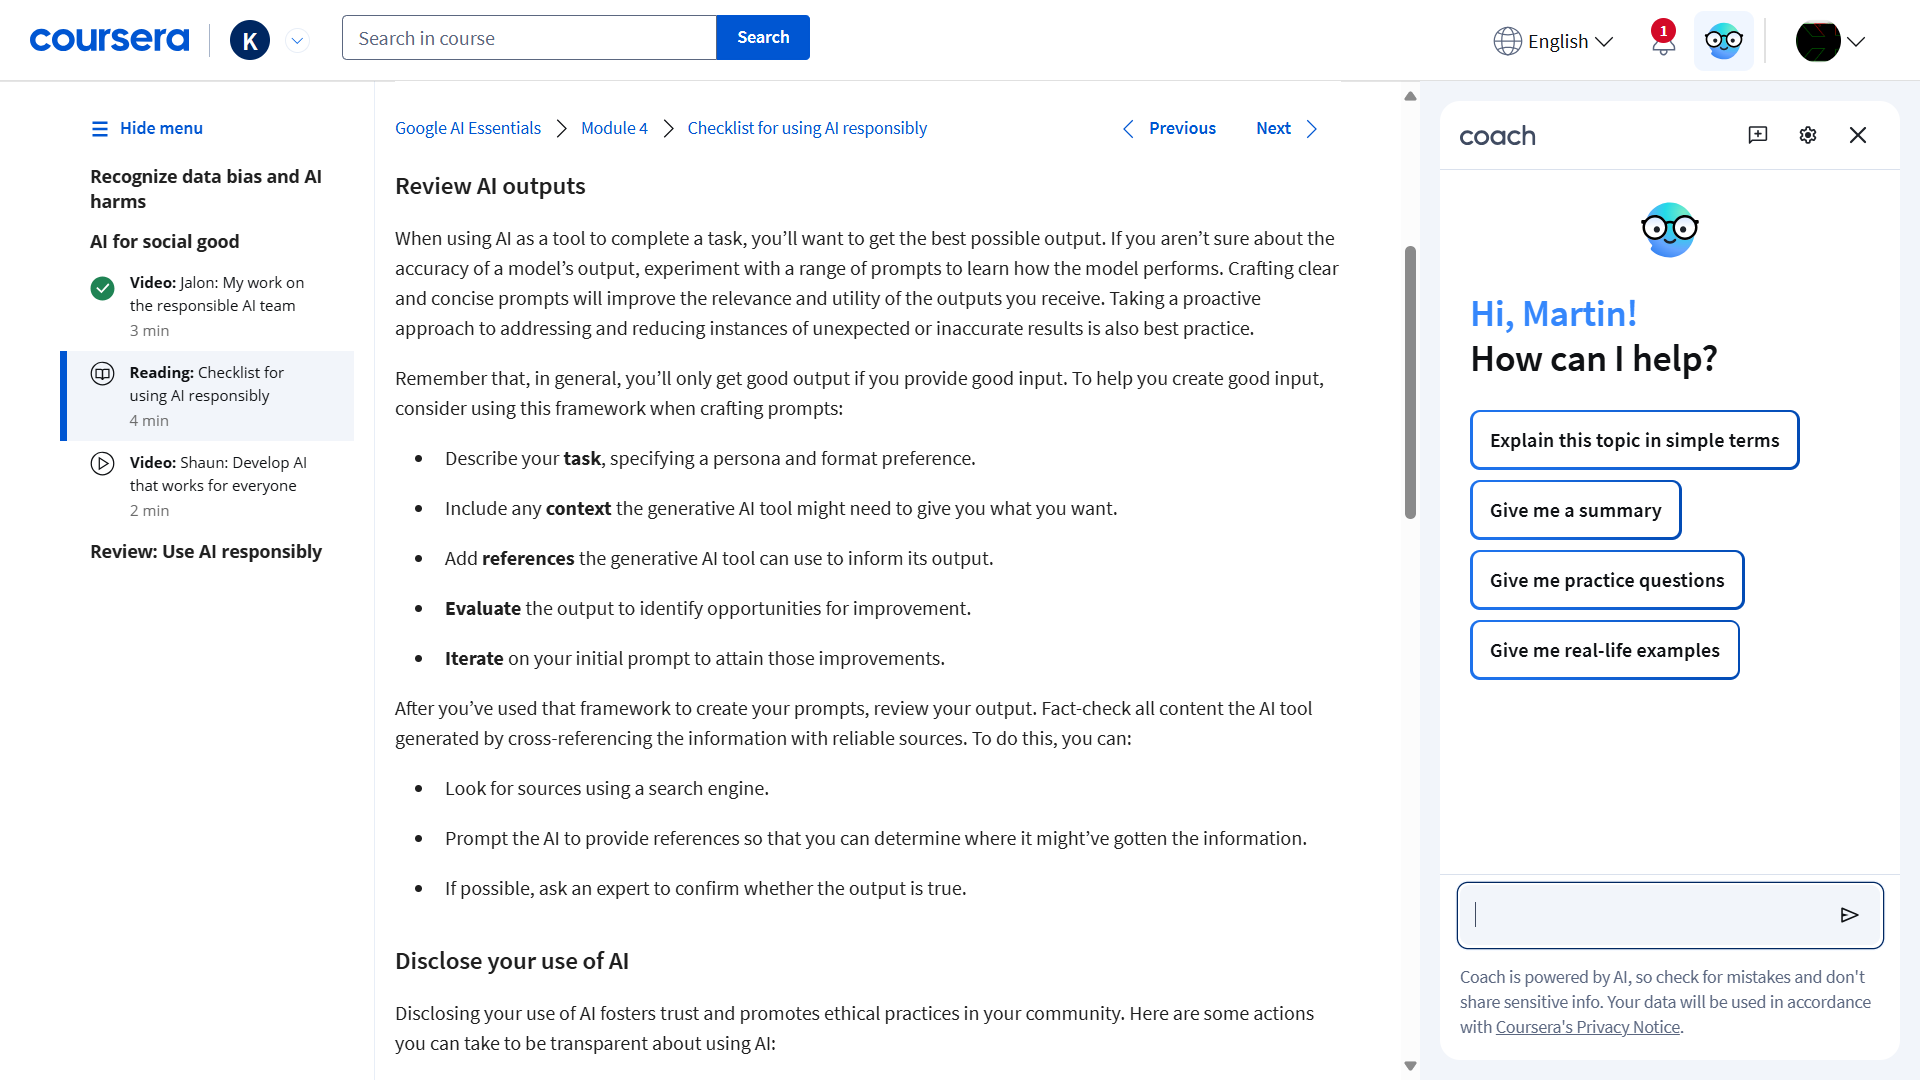 coursera
K
Search in course
Search
English
1
Hide menu
Recognize data bias and AI
harms
AI for social good
Video: Jalon: My work on
the responsible AI team
3 min
Reading: Checklist for
using AI responsibly
4 min
Video: Shaun: Develop AI
that works for everyone
2 min
Review: Use AI responsibly
Google AI Essentials
Module 4
Checklist for using AI responsibly
Previous
Next
Review AI outputs
When using AI as a tool to complete a task, you’ll want to get the best possible output. If you aren’t sure about the
accuracy of a model’s output, experiment with a range of prompts to learn how the model performs. Crafting clear
and concise prompts will improve the relevance and utility of the outputs you receive. Taking a proactive
approach to addressing and reducing instances of unexpected or inaccurate results is also best practice.
Remember that, in general, you’ll only get good output if you provide good input. To help you create good input,
consider using this framework when crafting prompts:
• Describe your task, specifying a persona and format preference.
• Include any context the generative AI tool might need to give you what you want.
• Add references the generative AI tool can use to inform its output.
• Evaluate the output to identify opportunities for improvement.
• Iterate on your initial prompt to attain those improvements.
After you’ve used that framework to create your prompts, review your output. Fact-check all content the AI tool
generated by cross-referencing the information with reliable sources. To do this, you can:
• Look for sources using a search engine.
• Prompt the AI to provide references so that you can determine where it might’ve gotten the information.
• If possible, ask an expert to confirm whether the output is true.
Disclose your use of AI
Disclosing your use of AI fosters trust and promotes ethical practices in your community. Here are some actions
you can take to be transparent about using AI:
coach
Hi, Martin!
How can I help?
Explain this topic in simple terms
Give me a summary
Give me practice questions
Give me real-life examples
Coach is powered by AI, so check for mistakes and don't
share sensitive info. Your data will be used in accordance
with Coursera's Privacy Notice.